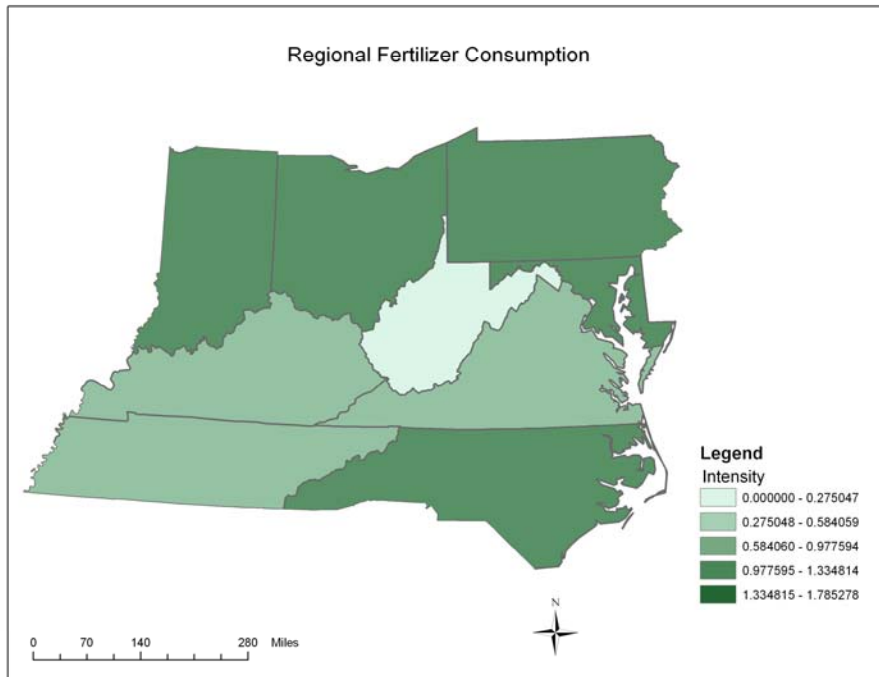 Regional Fertilizer Consumption
Legend
Intensity
0.000000 - 0.275047
0.275048 - 0.584059
0.584060 - 0.977594
0.977595 - 1.334814
1.334815 - 1.785278
N
0 70 140 280 Miles